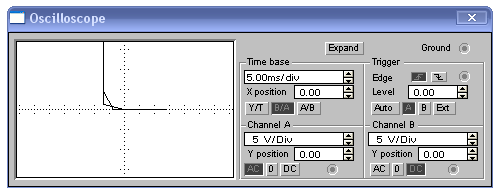 Oscilloscope
Expand
Ground
Time base
5.00ms/div
X position 0.00
Y/T B/A A/B
Trigger
Edge
Level 0.00
Auto A B Ext
Channel A
5 V/Div
Y position 0.00
AC 0 DC
Channel B
5 V/Div
Y position 0.00
AC 0 DC